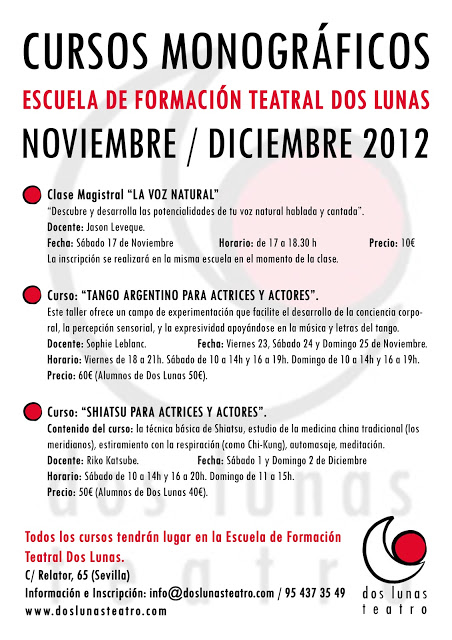 CURSOS MONOGRÁFICOS
ESCUELA DE FORMACIÓN TEATRAL DOS LUNAS
NOVIEMBRE / DICIEMBRE 2012
Clase Magistral “LA VOZ NATURAL”
“Descubre y desarrolla las potencialidades de tu voz natural hablada y cantada”.
Docente: Jason Leveque.
Fecha: Sábado 17 de Noviembre Horario: de 17 a 18.30 h Precio: 10€
La inscripción se realizará en la misma escuela en el momento de la clase.
Curso: “TANGO ARGENTINO PARA ACTRICES Y ACTORES”.
Este taller ofrece un campo de experimentación que facilite el desarrollo de la conciencia corpo-
ral, la percepción sensorial, y la expresividad apoyándose en la música y letras del tango.
Docente: Sophie Leblanc. Fecha: Viernes 23, Sábado 24 y Domingo 25 de Noviembre.
Horario: Viernes de 18 a 21h. Sábado de 10 a 14h y 16 a 19h. Domingo de 10 a 14h y 16 a 19h.
Precio: 60€ (Alumnos de Dos Lunas 50€).
Curso: “SHIATSU PARA ACTRICES Y ACTORES”.
Contenido del curso: la técnica básica de Shiatsu, estudio de la medicina china tradicional (los
meridianos), estiramiento con la respiración (como Chi-Kung), automasaje, meditación.
Docente: Riko Katsube. Fecha: Sábado 1 y Domingo 2 de Diciembre
Horario: Sábado de 10 a 14h y 16 a 20h. Domingo de 11 a 15h.
Precio: 50€ (Alumnos de Dos Lunas 40€).
dos lunas
teatro
Todos los cursos tendrán lugar en la Escuela de Formación
Teatral Dos Lunas.
C/ Relator, 65 (Sevilla)
Información e Inscripción: info@doslunasteatro.com / 95 437 35 49
www.doslunasteatro.com
dos lunas
teatro